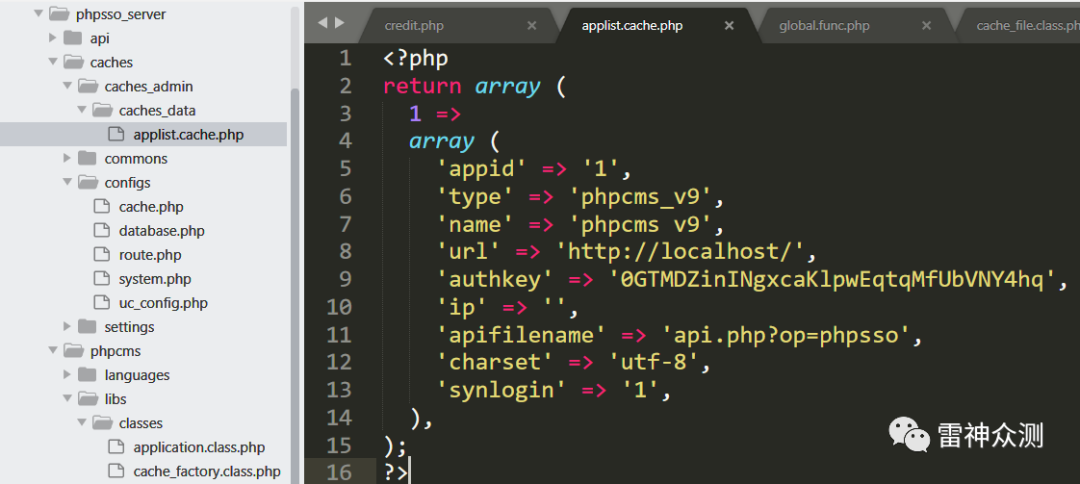 phpsso_server
api
caches
caches_admin
caches_data
applist.cache.php
commons
configs
cache.php
database.php
route.php
system.php
uc_config.php
settings
phpcms
languages
libs
classes
application.class.php
cache_factory.class.php
credit.php × applist.cache.php × global.func.php × cache_file.class.ph
1 <?php
2 return array (
3 1 =>
4 array (
5 'appid' => '1',
6 'type' => 'phpcms_v9',
7 'name' => 'phpcms v9',
8 'url' => 'http://localhost/',
9 'authkey' => '0GTMDZinINgxcaKlpwEqtqMfUbVNY4hq',
10 'ip' => '',
11 'apifilename' => 'api.php?op=phpsso',
12 'charset' => 'utf-8',
13 'synlogin' => '1',
14 ),
15 );
16 ?>
雷神众测